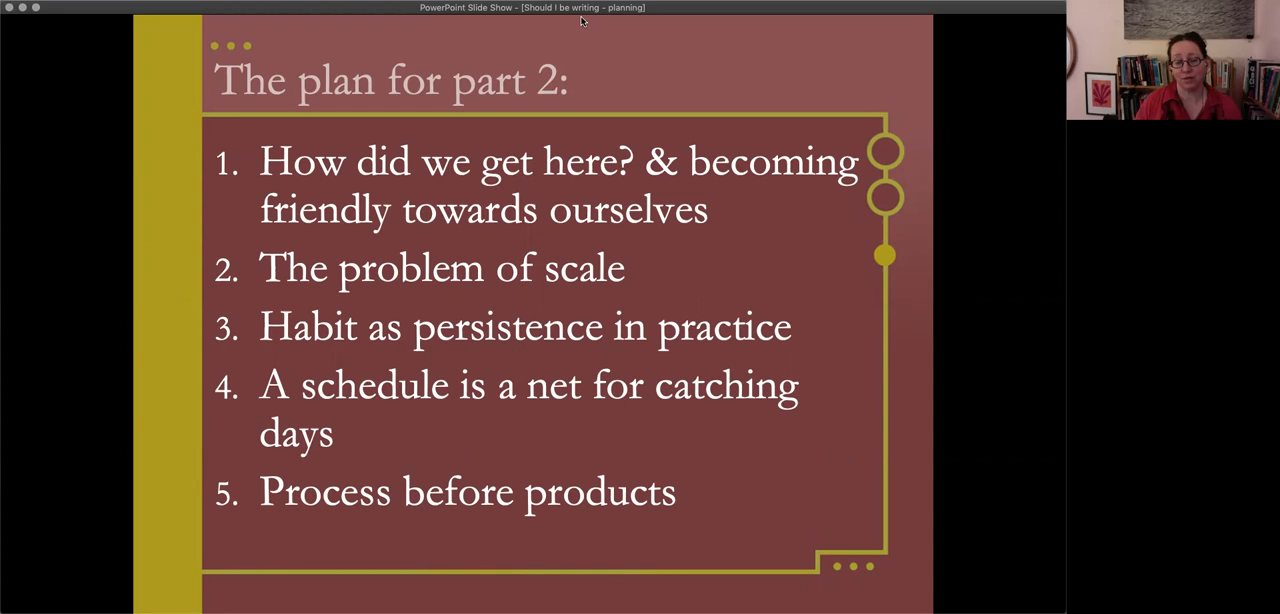 PowerPoint Slide Show - [Should I be writing - planning]
The plan for part 2:
1. How did we get here? & becoming
friendly towards ourselves
2. The problem of scale
3. Habit as persistence in practice
4. A schedule is a net for catching
days
5. Process before products